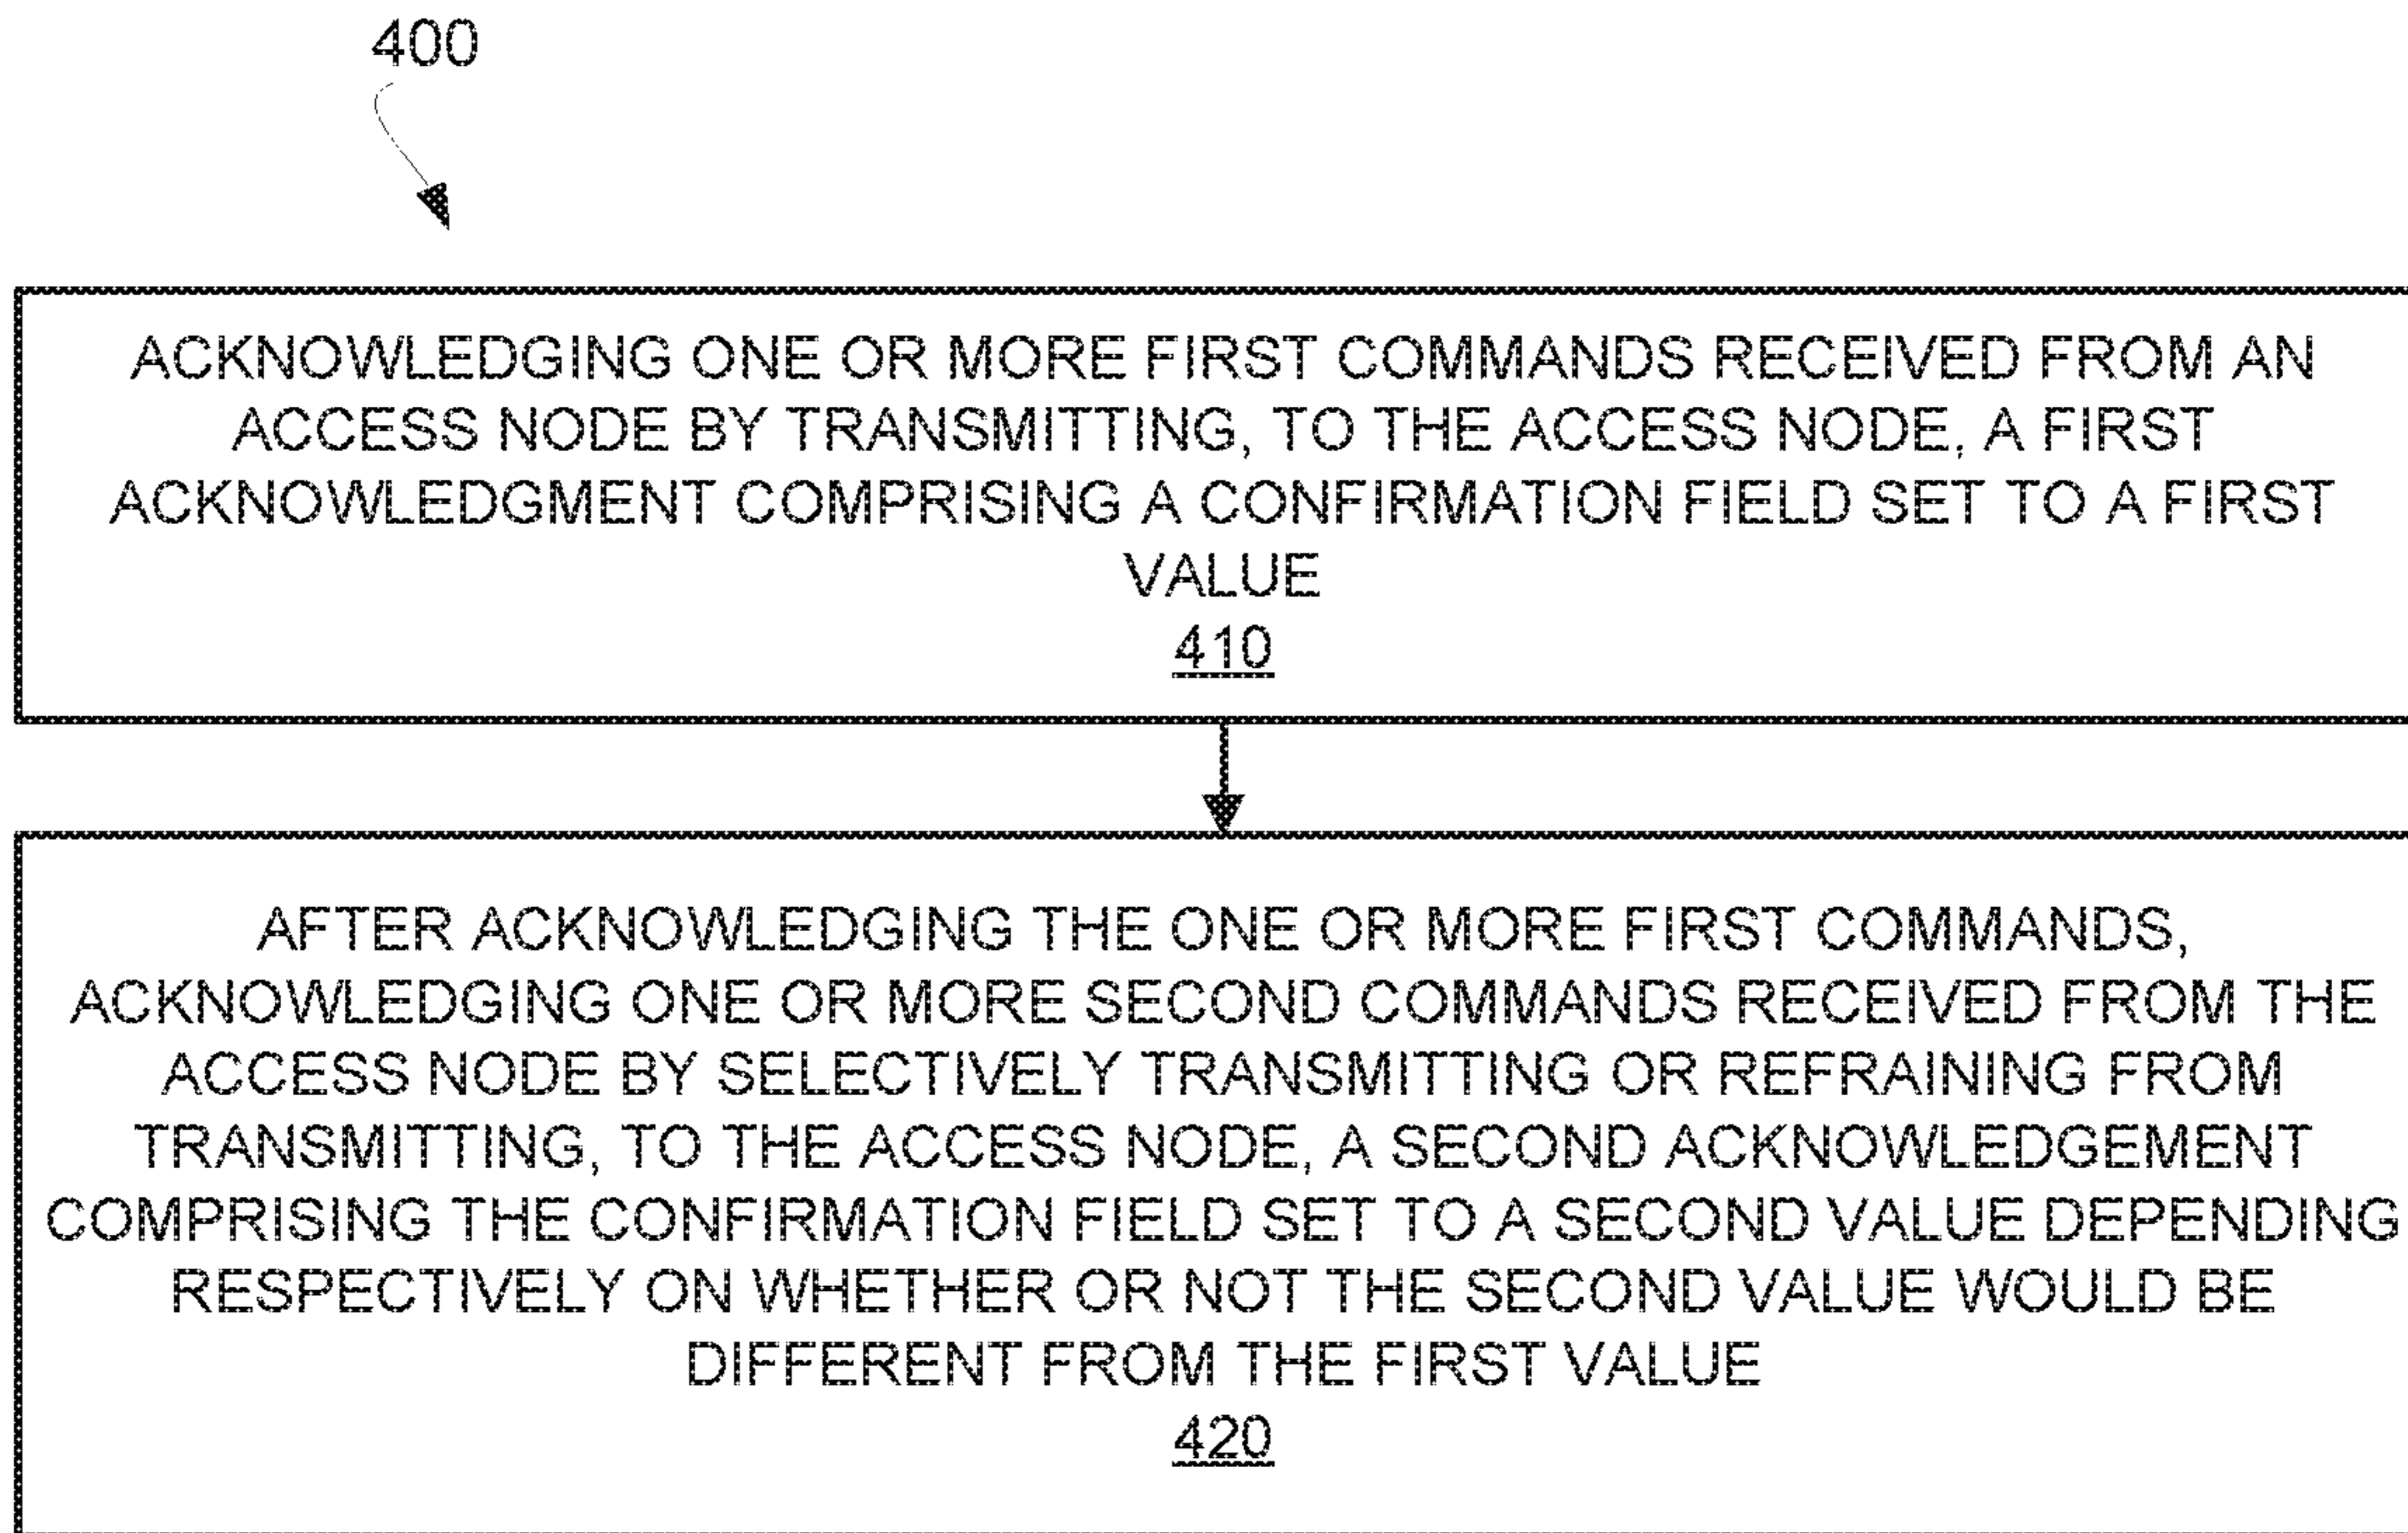 400
ACKNOWLEDGING ONE OR MORE FIRST COMMANDS RECEIVED FROM AN
ACCESS NODE BY TRANSMITTING, TO THE ACCESS NODE, A FIRST
ACKNOWLEDGMENT COMPRISING A CONFIRMATION FIELD SET TO A FIRST
VALUE
410
AFTER ACKNOWLEDGING THE ONE OR MORE FIRST COMMANDS,
ACKNOWLEDGING ONE OR MORE SECOND COMMANDS RECEIVED FROM THE
ACCESS NODE BY SELECTIVELY TRANSMITTING OR REFRAINING FROM
TRANSMITTING, TO THE ACCESS NODE, A SECOND ACKNOWLEDGEMENT
COMPRISING THE CONFIRMATION FIELD SET TO A SECOND VALUE DEPENDING
RESPECTIVELY ON WHETHER OR NOT THE SECOND VALUE WOULD BE
DIFFERENT FROM THE FIRST VALUE
420